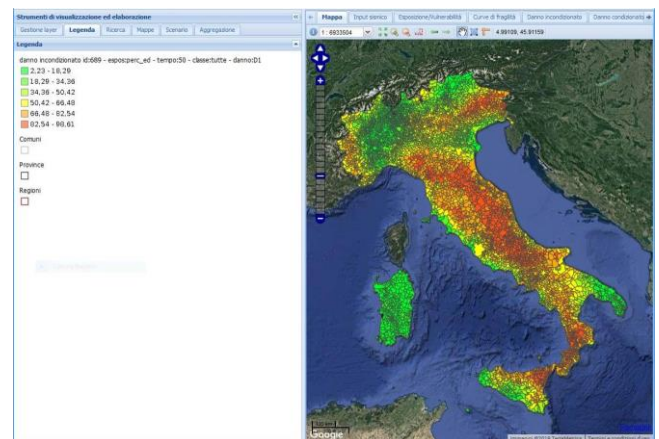 Strumenti di visualizzazione ed elaborazione
Gestione layer Legenda Ricerca Mappe Scenario Aggregazione
Legenda
danno incondizionato id:689 - espos:perc_ed - tempo:50 - classe:tutte - danno:D1
2,23 - 18,29
18,29 - 34,36
34,36 - 50,42
50,42 - 66,48
66,48 - 82,54
82,54 - 98,61
Comuni
Province
Regioni
Mappa Input sismico Esposizione/Vulnerabilità Curve di fragilità Danno incondizionato Danno condizionato
1 : 6933504 4.99109, 45.91159
Google